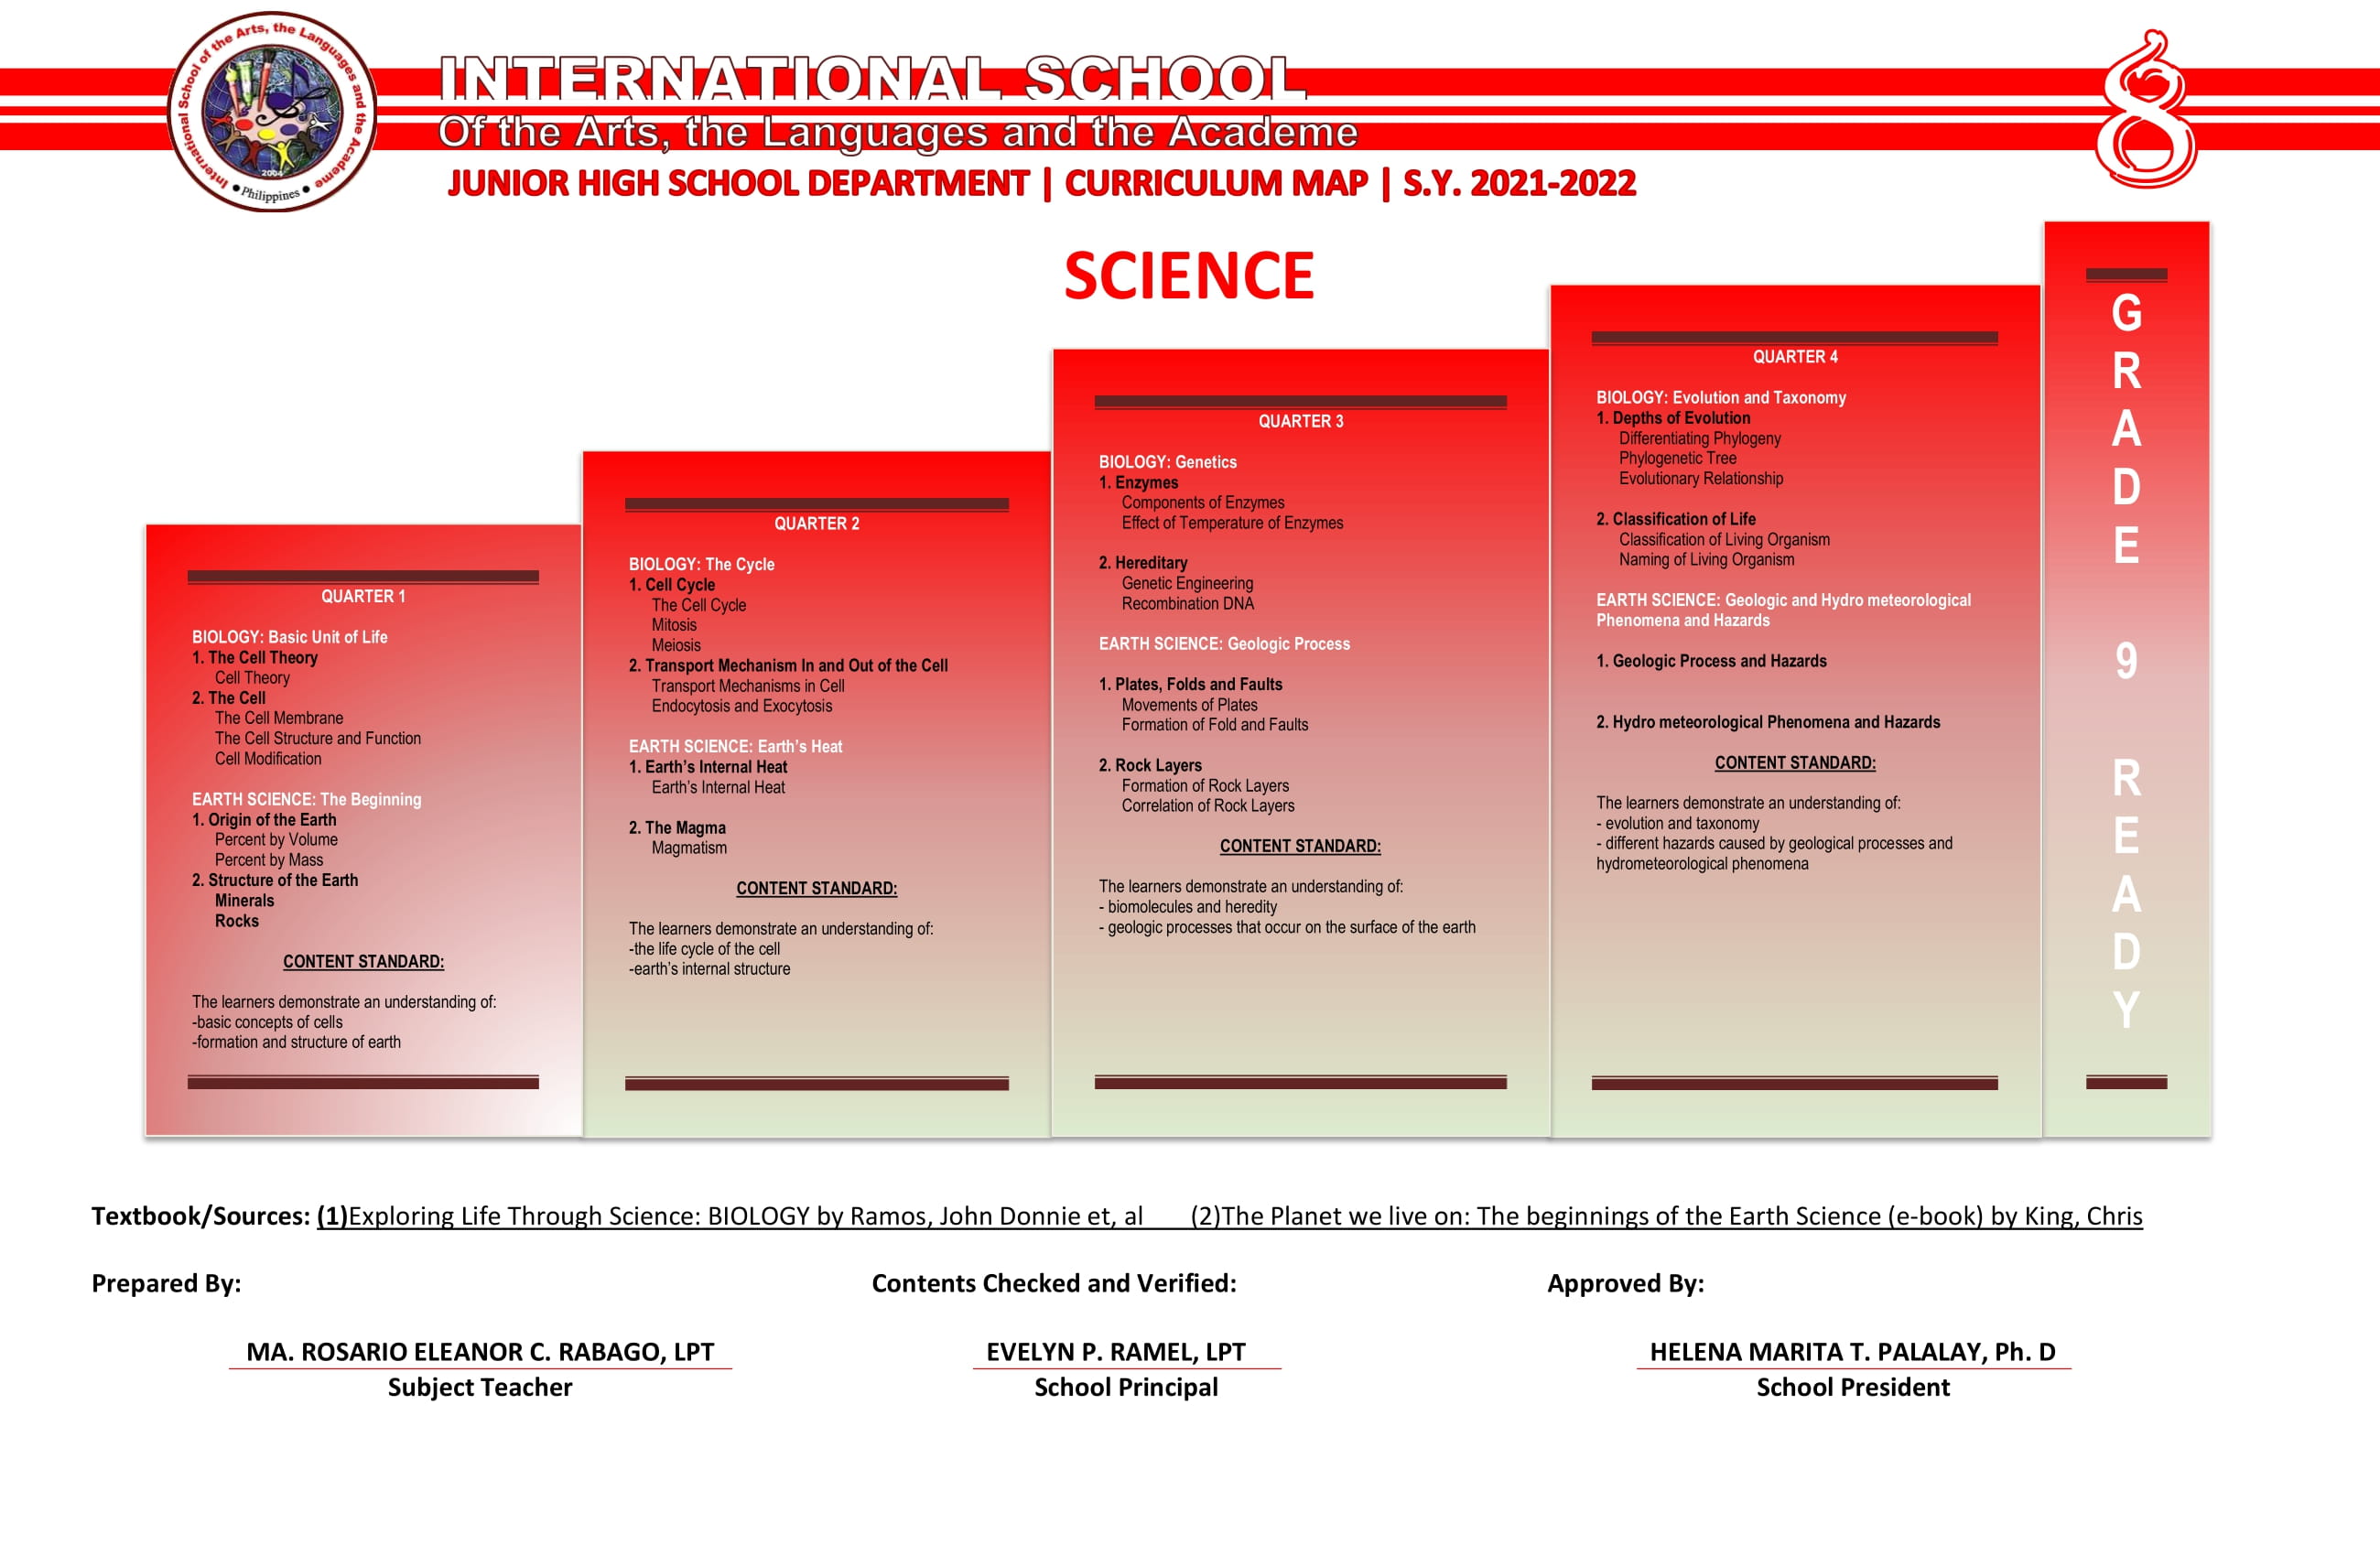 International School of the Arts, the Languages and the Academe
2004
Philippines
INTERNATIONAL SCHOOL
Of the Arts, the Languages and the Academe
JUNIOR HIGH SCHOOL DEPARTMENT | CURRICULUM MAP | S.Y. 2021-2022
8
SCIENCE
QUARTER 1
BIOLOGY: Basic Unit of Life
1. The Cell Theory
Cell Theory
2. The Cell
The Cell Membrane
The Cell Structure and Function
Cell Modification
EARTH SCIENCE: The Beginning
1. Origin of the Earth
Percent by Volume
Percent by Mass
2. Structure of the Earth
Minerals
Rocks
CONTENT STANDARD:
The learners demonstrate an understanding of:
-basic concepts of cells
-formation and structure of earth
QUARTER 2
BIOLOGY: The Cycle
1. Cell Cycle
The Cell Cycle
Mitosis
Meiosis
2. Transport Mechanism In and Out of the Cell
Transport Mechanisms in Cell
Endocytosis and Exocytosis
EARTH SCIENCE: Earth's Heat
1. Earth's Internal Heat
Earth's Internal Heat
2. The Magma
Magmatism
CONTENT STANDARD:
The learners demonstrate an understanding of:
-the life cycle of the cell
-earth's internal structure
QUARTER 3
BIOLOGY: Genetics
1. Enzymes
Components of Enzymes
Effect of Temperature of Enzymes
2. Hereditary
Genetic Engineering
Recombination DNA
EARTH SCIENCE: Geologic Process
1. Plates, Folds and Faults
Movements of Plates
Formation of Fold and Faults
2. Rock Layers
Formation of Rock Layers
Correlation of Rock Layers
CONTENT STANDARD:
The learners demonstrate an understanding of:
- biomolecules and heredity
- geologic processes that occur on the surface of the earth
QUARTER 4
BIOLOGY: Evolution and Taxonomy
1. Depths of Evolution
Differentiating Phylogeny
Phylogenetic Tree
Evolutionary Relationship
2. Classification of Life
Classification of Living Organism
Naming of Living Organism
EARTH SCIENCE: Geologic and Hydro meteorological
Phenomena and Hazards
1. Geologic Process and Hazards
2. Hydro meteorological Phenomena and Hazards
CONTENT STANDARD:
The learners demonstrate an understanding of:
- evolution and taxonomy
- different hazards caused by geological processes and
hydrometeorological phenomena
GRADE 9 READY
Textbook/Sources: (1)Exploring Life Through Science: BIOLOGY by Ramos, John Donnie et, al (2)The Planet we live on: The beginnings of the Earth Science (e-book) by King, Chris
Prepared By: Contents Checked and Verified: Approved By:
MA. ROSARIO ELEANOR C. RABAGO, LPT EVELYN P. RAMEL, LPT HELENA MARITA T. PALALAY, Ph. D
Subject Teacher School Principal School President